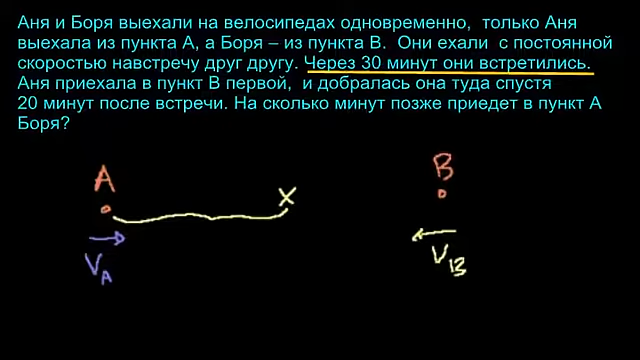 Аня и Боря выехали на велосипедах одновременно, только Аня
выехала из пункта А, а Боря – из пункта В. Они ехали с постоянной
скоростью навстречу друг другу. Через 30 минут они встретились.
Аня приехала в пункт В первой, и добралась она туда спустя
20 минут после встречи. На сколько минут позже приедет в пункт А
Боря?
A X B
VA VB